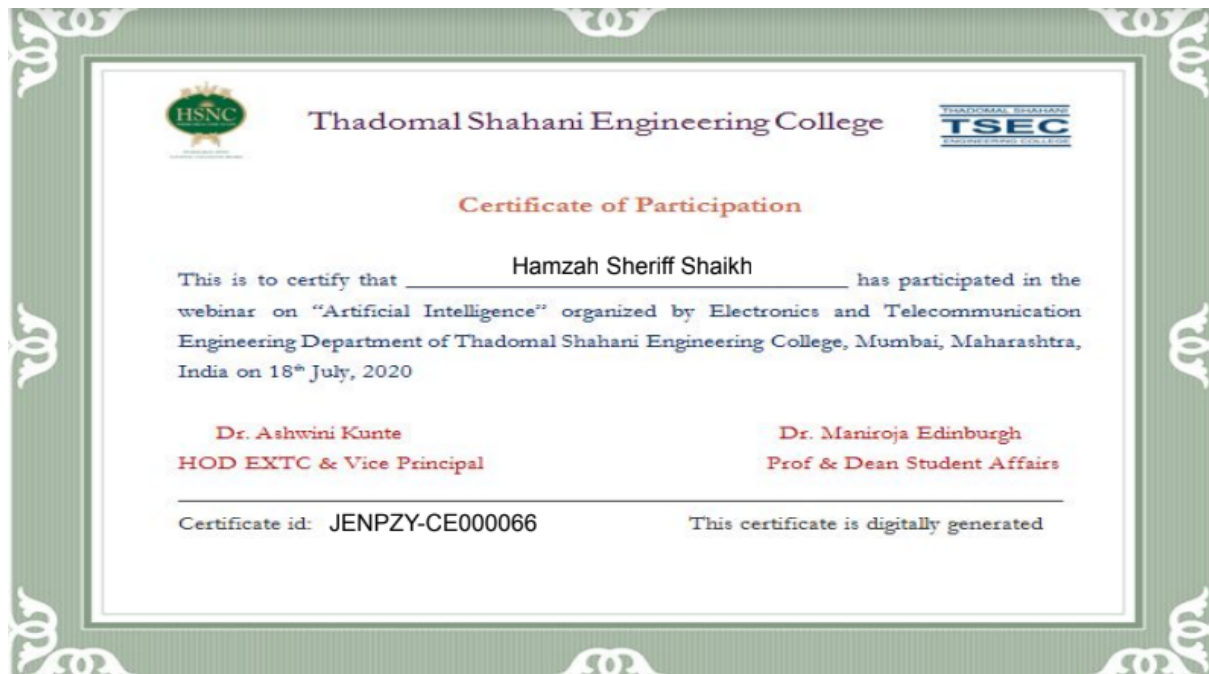 HSNC
Thadomal Shahani Engineering College
THADOMAL SHAHANI
TSEC
ENGINEERING COLLEGE
Certificate of Participation
This is to certify that Hamzah Sheriff Shaikh has participated in the
webinar on “Artificial Intelligence” organized by Electronics and Telecommunication
Engineering Department of Thadomal Shahani Engineering College, Mumbai, Maharashtra,
India on 18th July, 2020
Dr. Ashwini Kunte
Dr. Maniroja Edinburgh
HOD EXTC & Vice Principal
Prof & Dean Student Affairs
Certificate id: JENPZY-CE000066
This certificate is digitally generated